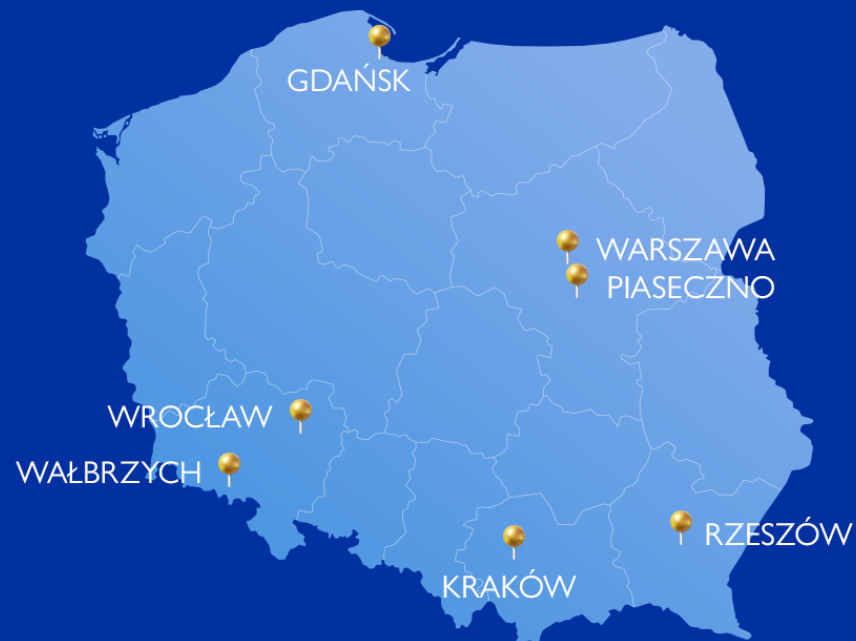 GDAŃSK
WARSZAWA
PIASECZNO
WROCŁAW
WAŁBRZYCH
RZESZÓW
KRAKÓW